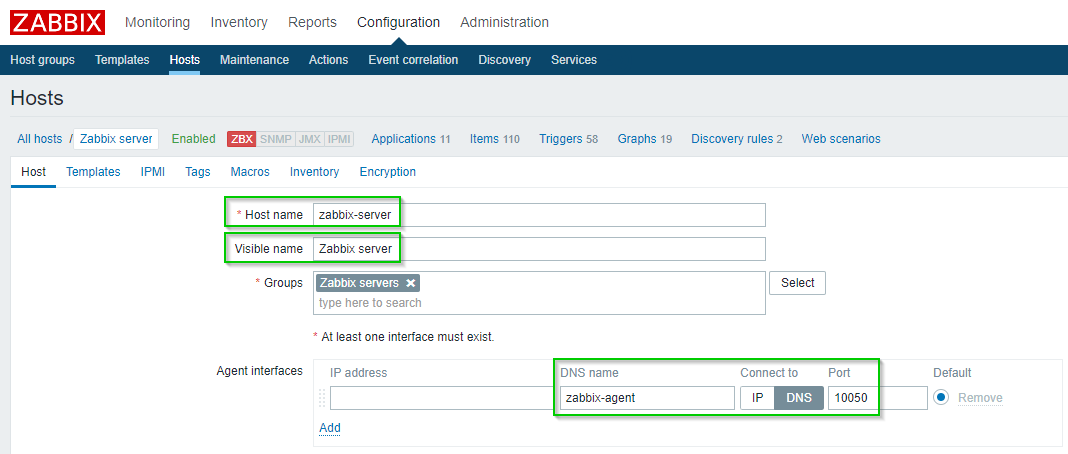 ZABBIX Monitoring Inventory Reports Configuration Administration
Host groups Templates Hosts Maintenance Actions Event correlation Discovery Services
Hosts
All hosts / Zabbix server Enabled ZBX SNMP JMX IPMI Applications 11 Items 110 Triggers 58 Graphs 19 Discovery rules 2 Web scenarios
Host Templates IPMI Tags Macros Inventory Encryption
* Host name zabbix-server
Visible name Zabbix server
* Groups Zabbix servers × Select
type here to search
* At least one interface must exist.
Agent interfaces IP address DNS name Connect to Port Default
zabbix-agent IP DNS 10050 Remove
Add